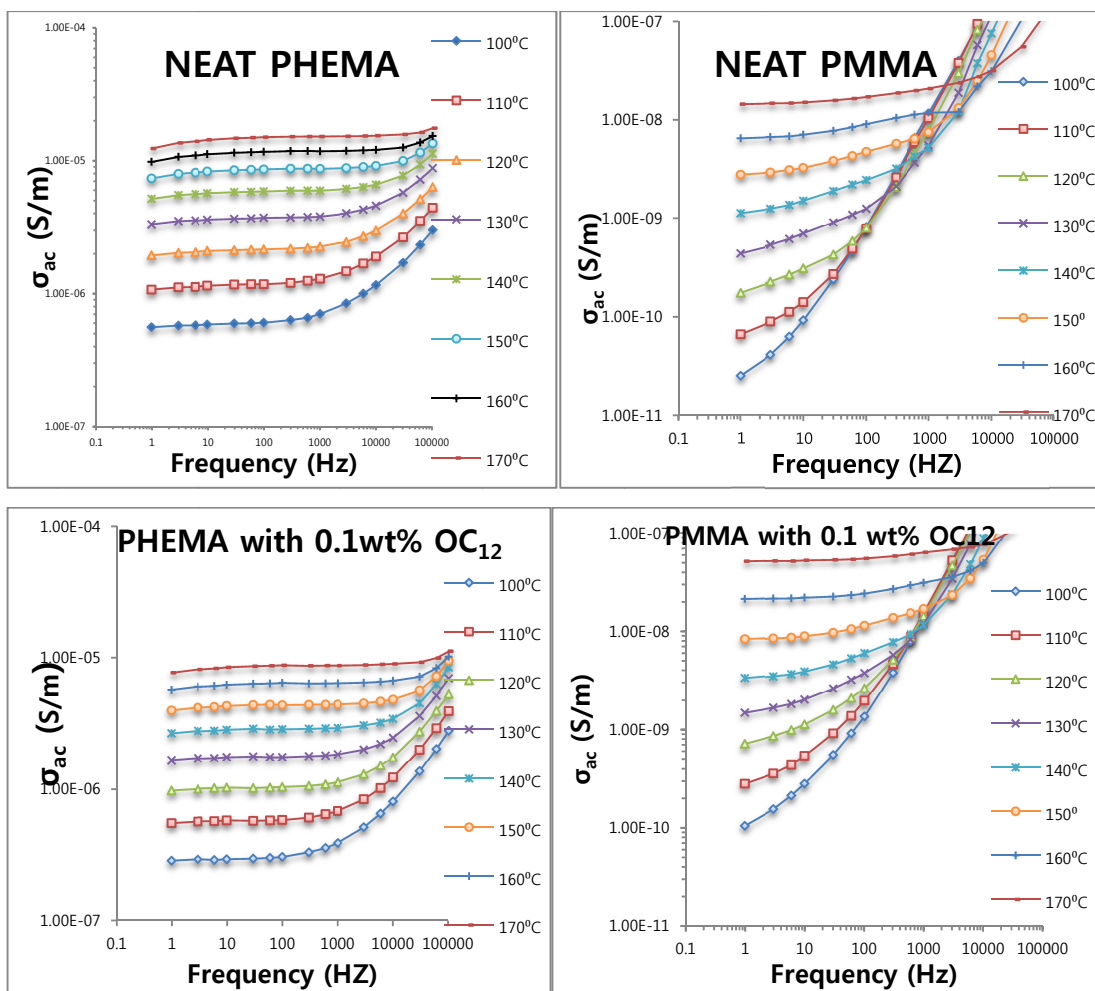 NEAT PHEMA
1.00E-04
1.00E-05
1.00E-06
1.00E-07
σac (S/m)
0.1 1 10 100 1000 10000 100000
Frequency (Hz)
100⁰C
110⁰C
120⁰C
130⁰C
140⁰C
150⁰C
160⁰C
170⁰C
NEAT PMMA
1.00E-07
1.00E-08
1.00E-09
1.00E-10
1.00E-11
σac (S/m)
0.1 1 10 100 1000 10000 100000
Frequency (HZ)
100⁰C
110⁰C
120⁰C
130⁰C
140⁰C
150⁰
160⁰C
170⁰C
PHEMA with 0.1wt% OC₁₂
1.00E-04
1.00E-05
1.00E-06
1.00E-07
σac (S/m)
0.1 1 10 100 1000 10000 100000
Frequency (HZ)
100⁰C
110⁰C
120⁰C
130⁰C
140⁰C
150⁰C
160⁰C
170⁰C
PMMA with 0.1 wt% OC12
1.00E-07
1.00E-08
1.00E-09
1.00E-10
1.00E-11
σac (S/m)
0.1 1 10 100 1000 10000 100000
Frequency (HZ)
100⁰C
110⁰C
120⁰C
130⁰C
140⁰C
150⁰
160⁰C
170⁰C